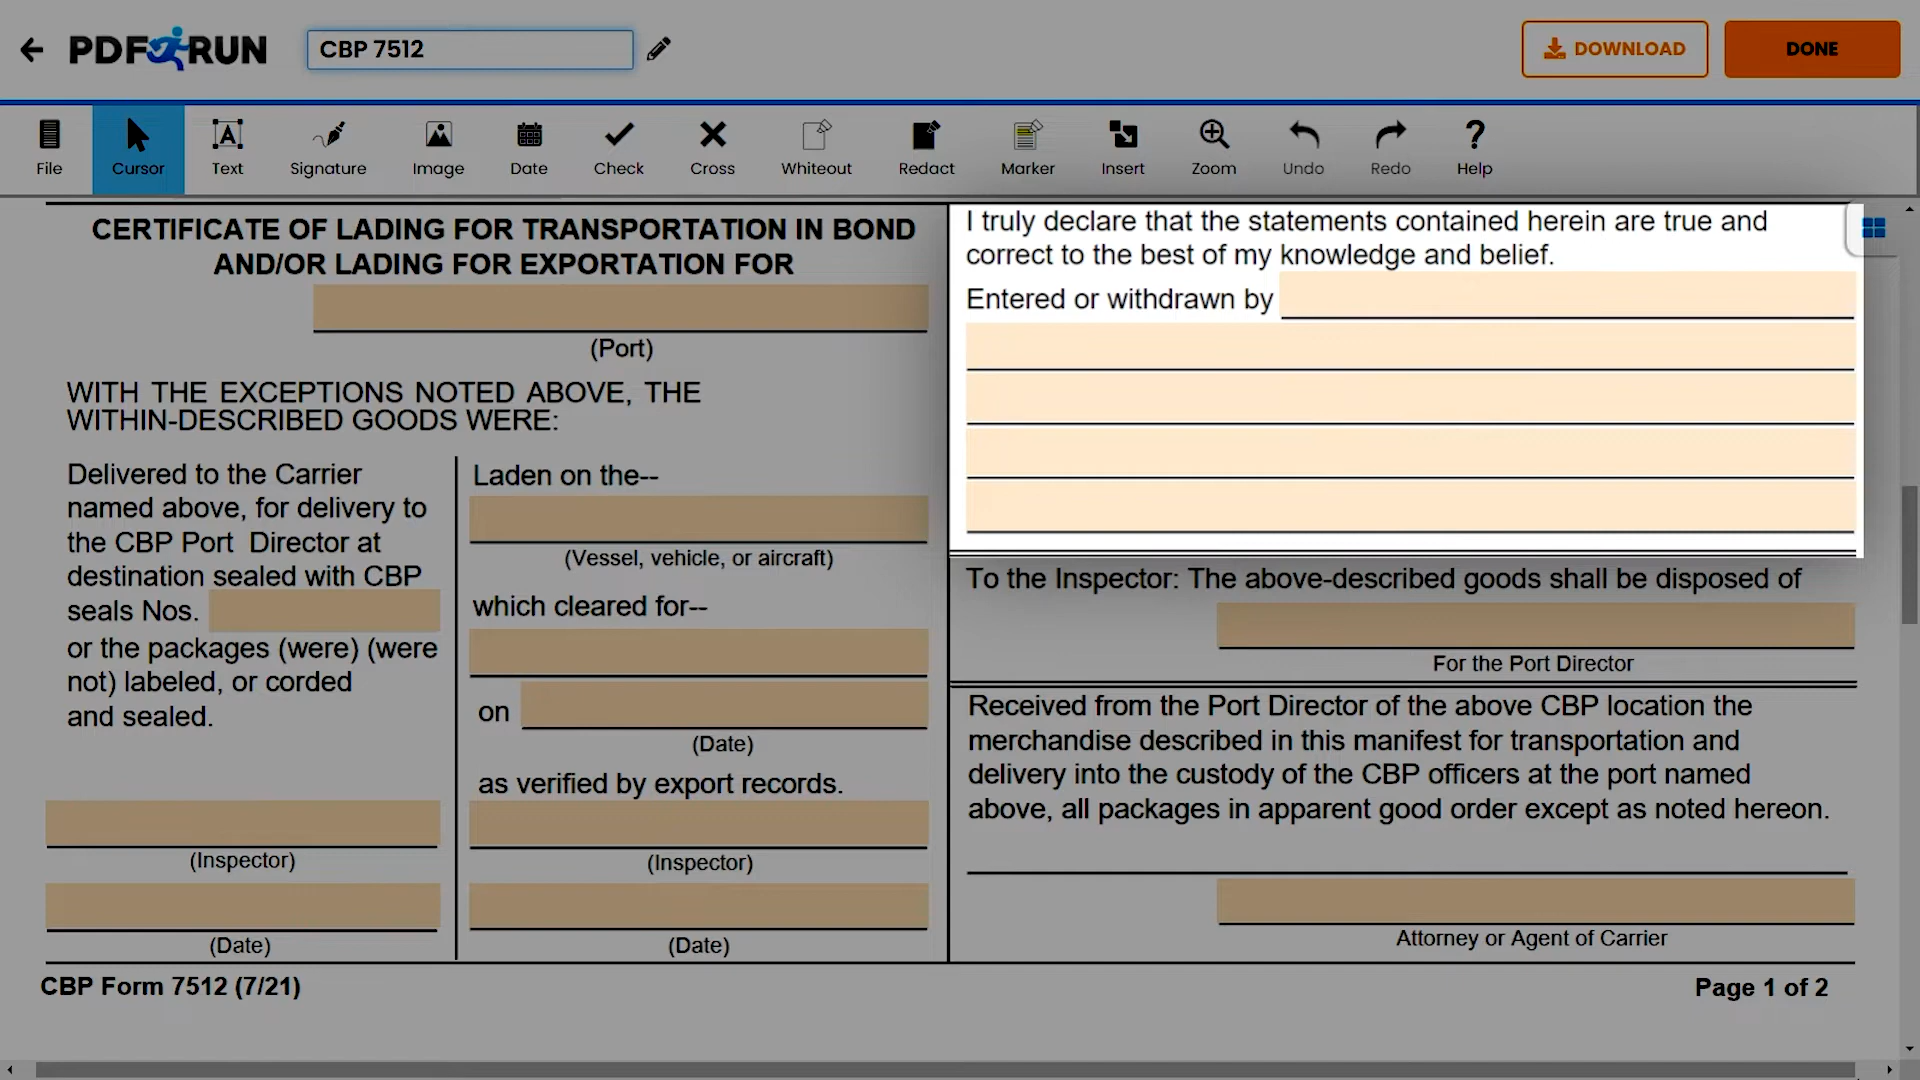 PDF RUN
CBP 7512
DOWNLOAD
DONE
File
Cursor
Text
Signature
Image
Date
Check
Cross
Whiteout
Redact
Marker
Insert
Zoom
Undo
Redo
Help
CERTIFICATE OF LADING FOR TRANSPORTATION IN BOND
AND/OR LADING FOR EXPORTATION FOR
(Port)
WITH THE EXCEPTIONS NOTED ABOVE, THE
WITHIN-DESCRIBED GOODS WERE:
Delivered to the Carrier
named above, for delivery to
the CBP Port Director at
destination sealed with CBP
seals Nos.
or the packages (were) (were
not) labeled, or corded
and sealed.
(Inspector)
(Date)
Laden on the--
(Vessel, vehicle, or aircraft)
which cleared for--
on
(Date)
as verified by export records.
(Inspector)
(Date)
I truly declare that the statements contained herein are true and
correct to the best of my knowledge and belief.
Entered or withdrawn by
To the Inspector: The above-described goods shall be disposed of
For the Port Director
Received from the Port Director of the above CBP location the
merchandise described in this manifest for transportation and
delivery into the custody of the CBP officers at the port named
above, all packages in apparent good order except as noted hereon.
Attorney or Agent of Carrier
CBP Form 7512 (7/21)
Page 1 of 2